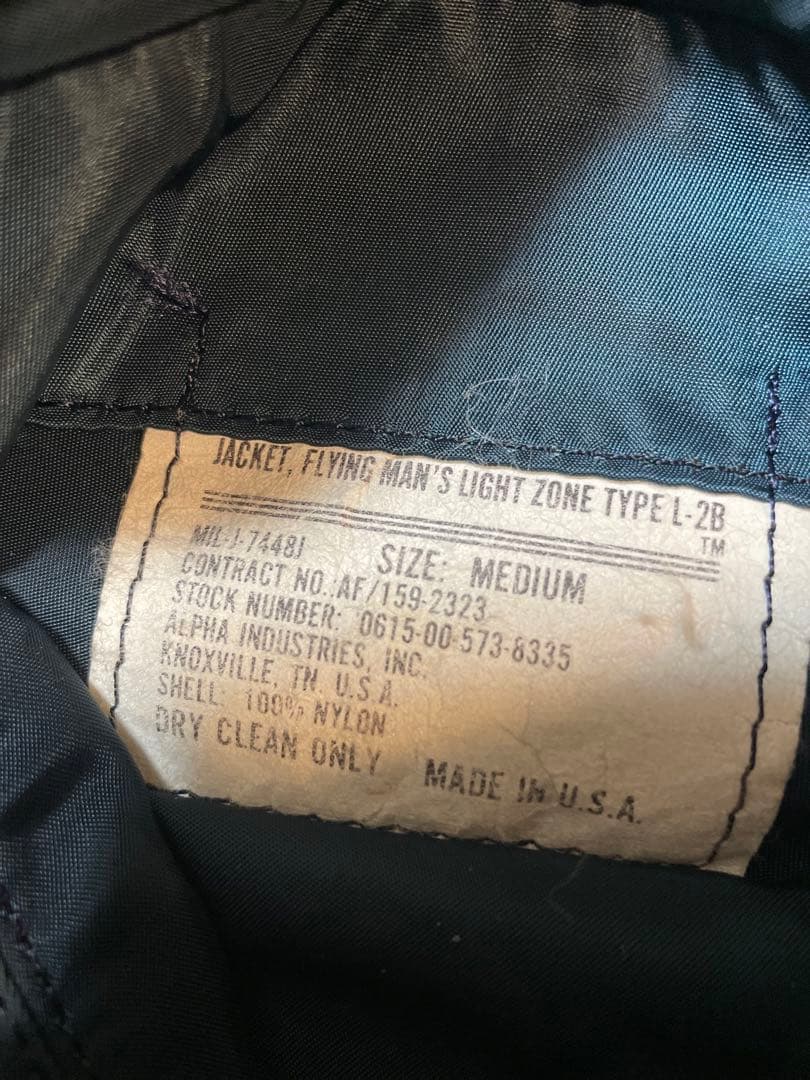 JACKET, FLYING MAN'S LIGHT ZONE TYPE L-2B
TM
MIL-J-7448J SIZE: MEDIUM
CONTRACT NO. AF/159-2323
STOCK NUMBER: 0615-00-573-8335
ALPHA INDUSTRIES, INC.
KNOXVILLE, TN. U.S.A.
SHELL: 100% NYLON
DRY CLEAN ONLY MADE IN U.S.A.